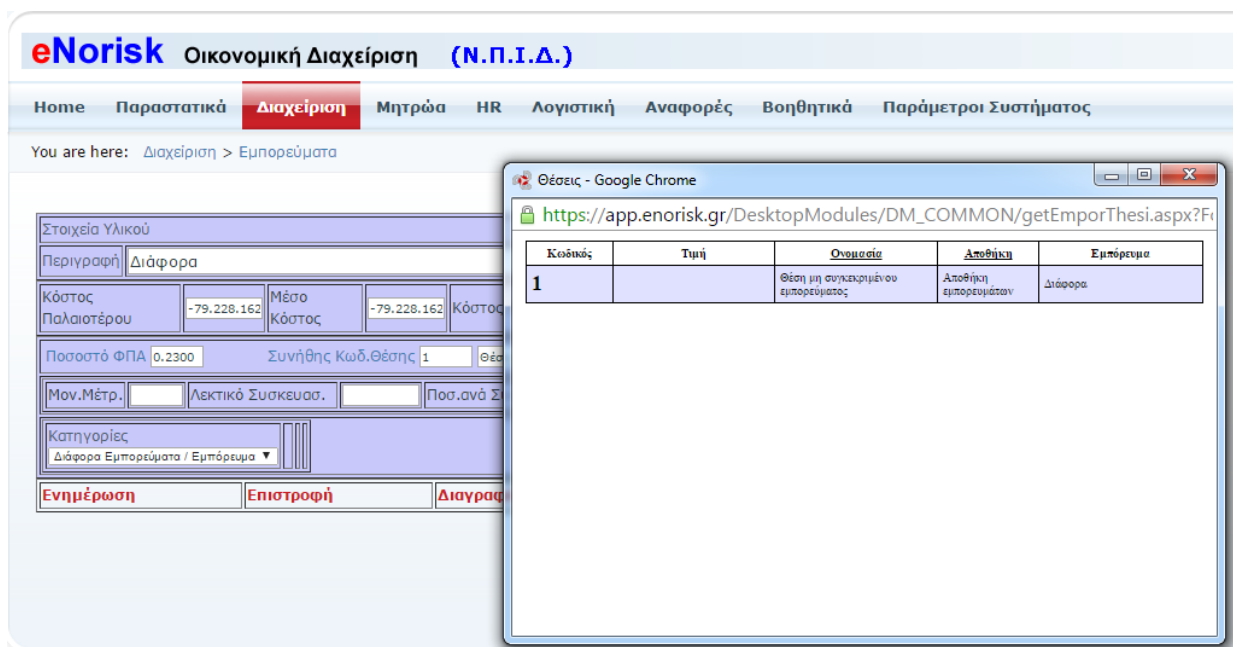 eNorisk Οικονομική Διαχείριση (Ν.Π.Ι.Δ.)
Home Παραστατικά Διαχείριση Μητρώα HR Λογιστική Αναφορές Βοηθητικά Παράμετροι Συστήματος
You are here: Διαχείριση > Εμπορεύματα
Στοιχεία Υλικού
Περιγραφή Διάφορα
Κόστος Παλαιοτέρου -79.228.162 Μέσο Κόστος -79.228.162 Κόστος
Ποσοστό ΦΠΑ 0.2300 Συνήθης Κωδ.Θέσης 1 Θέσ
Μον.Μέτρ. Λεκτικό Συσκευασ. Ποσ.ανά Σ
Κατηγορίες
Διάφορα Εμπορεύματα / Εμπόρευμα
Ενημέρωση Επιστροφή Διαγραφ
Θέσεις - Google Chrome
https://app.enorisk.gr/DesktopModules/DM_COMMON/getEmporThesi.aspx?F
Κωδικός Τιμή Ονομασία Αποθήκη Εμπόρευμα
1 Θέση μη συγκεκριμένου εμπορεύματος Αποθήκη εμπορευμάτων Διάφορα